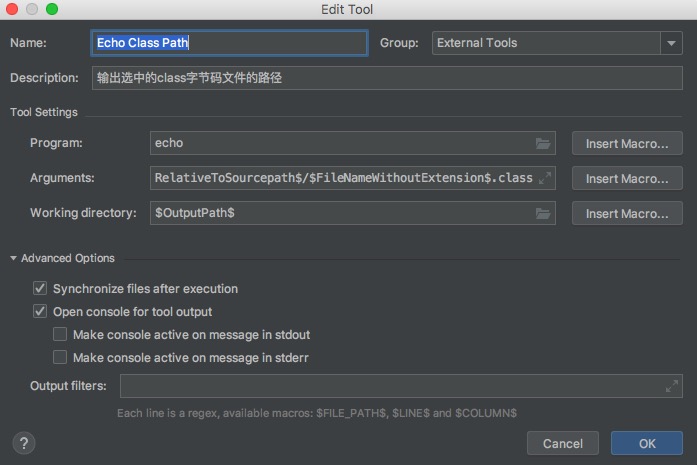 Edit Tool
Name: Echo Class Path Group: External Tools
Description: 输出选中的class字节码文件的路径
Tool Settings
Program: echo Insert Macro...
Arguments: RelativeToSourcepath$/$FileNameWithoutExtension$.class Insert Macro...
Working directory: $OutputPath$ Insert Macro...
Advanced Options
Synchronize files after execution
Open console for tool output
Make console active on message in stdout
Make console active on message in stderr
Output filters:
Each line is a regex, available macros: $FILE_PATH$, $LINE$ and $COLUMN$
? Cancel OK